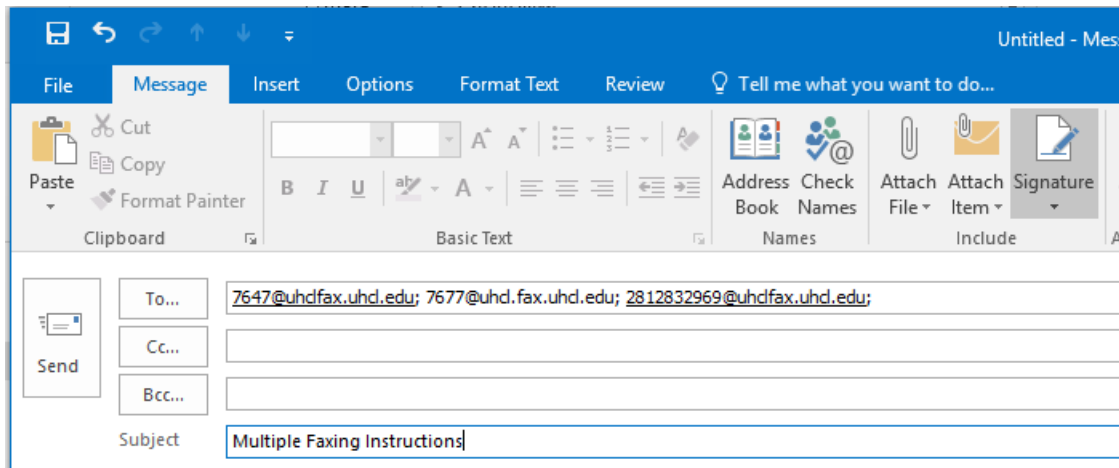 Untitled - Mes
File Message Insert Options Format Text Review Tell me what you want to do...
Cut
Copy
Format Painter
Paste
B I U A
Address Book
Check Names
Attach File
Attach Item
Signature
Clipboard Basic Text Names Include
To... 7647@uhclfax.uhcl.edu; 7677@uhcl.fax.uhcl.edu; 2812832969@uhclfax.uhcl.edu;
Cc...
Send
Bcc...
Subject Multiple Faxing Instructions